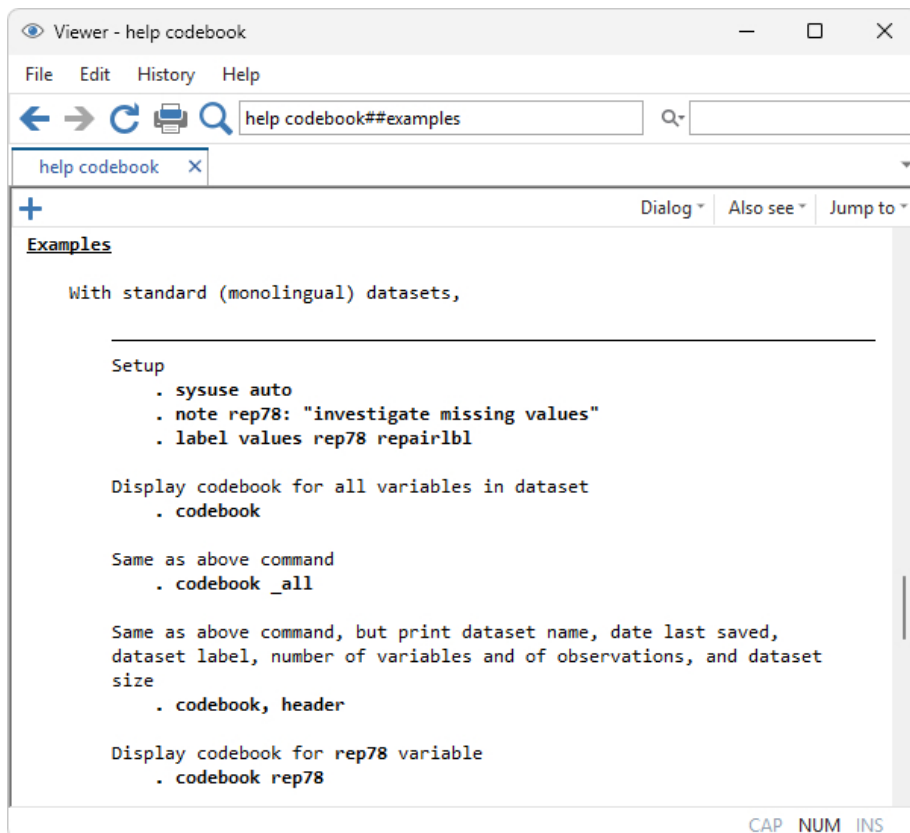 Viewer - help codebook
File Edit History Help
help codebook##examples
help codebook
Dialog Also see Jump to
Examples
With standard (monolingual) datasets,
Setup
. sysuse auto
. note rep78: "investigate missing values"
. label values rep78 repairlbl
Display codebook for all variables in dataset
. codebook
Same as above command
. codebook _all
Same as above command, but print dataset name, date last saved,
dataset label, number of variables and of observations, and dataset
size
. codebook, header
Display codebook for rep78 variable
. codebook rep78
CAP NUM INS